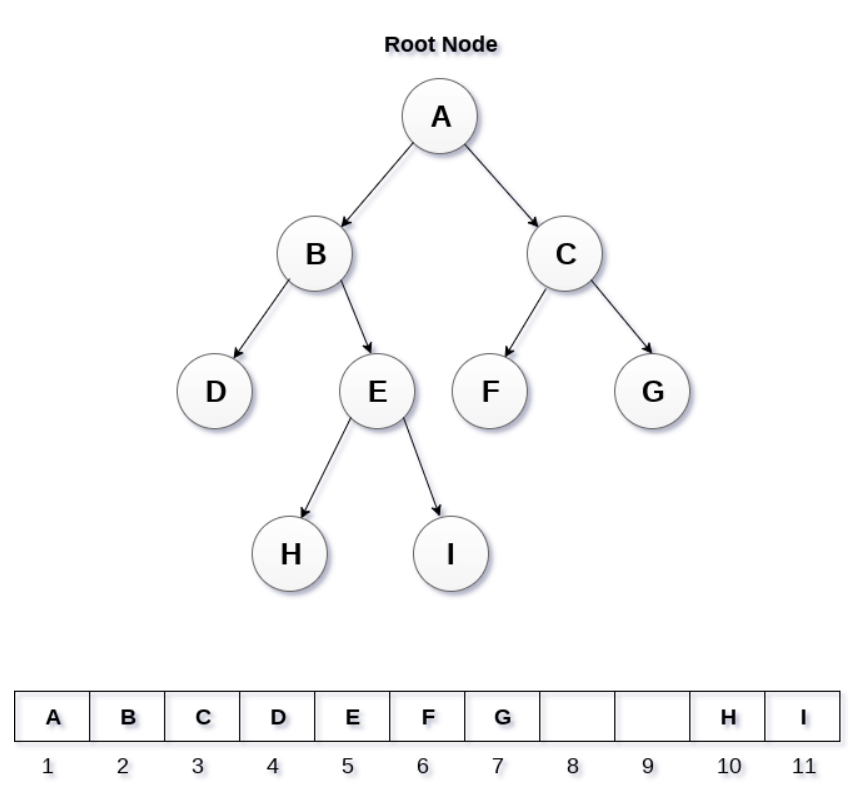 Root Node
A
B C
D E F G
H I
A B C D E F G H I
1 2 3 4 5 6 7 8 9 10 11